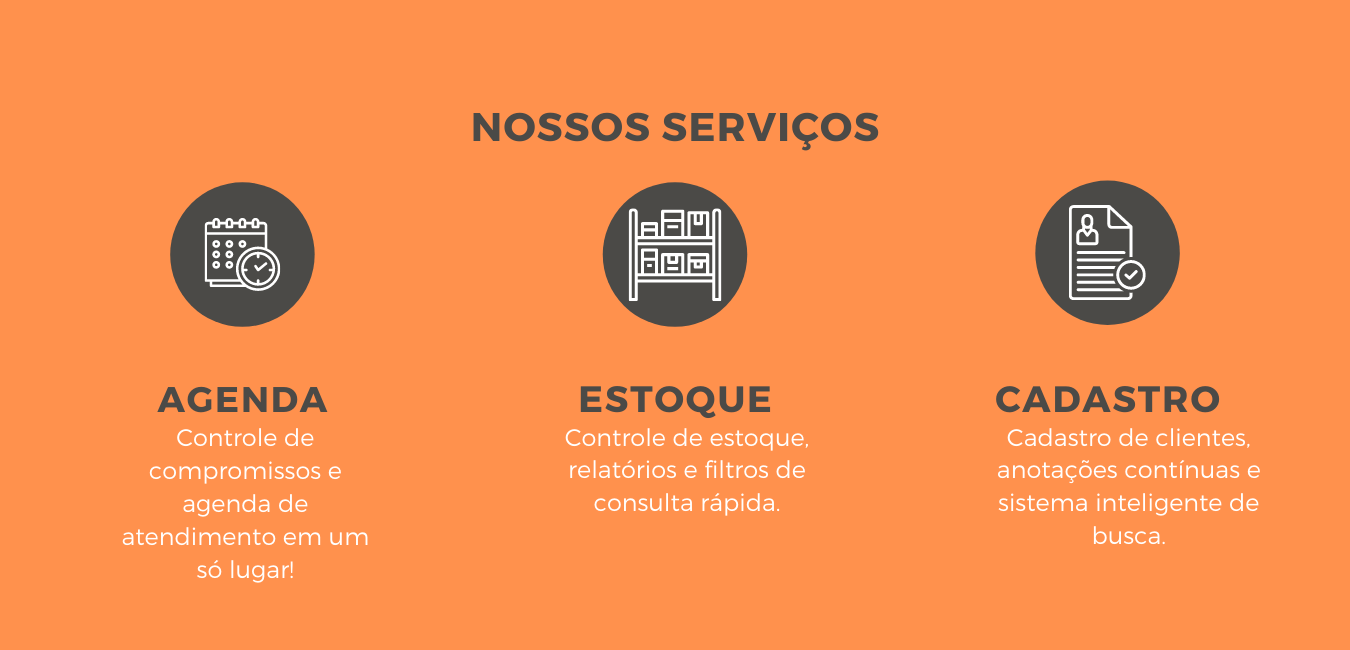 NOSSOS SERVIÇOS
AGENDA
Controle de
compromissos e
agenda de
atendimento em um
só lugar!
ESTOQUE
Controle de estoque,
relatórios e filtros de
consulta rápida.
CADASTRO
Cadastro de clientes,
anotações contínuas e
sistema inteligente de
busca.